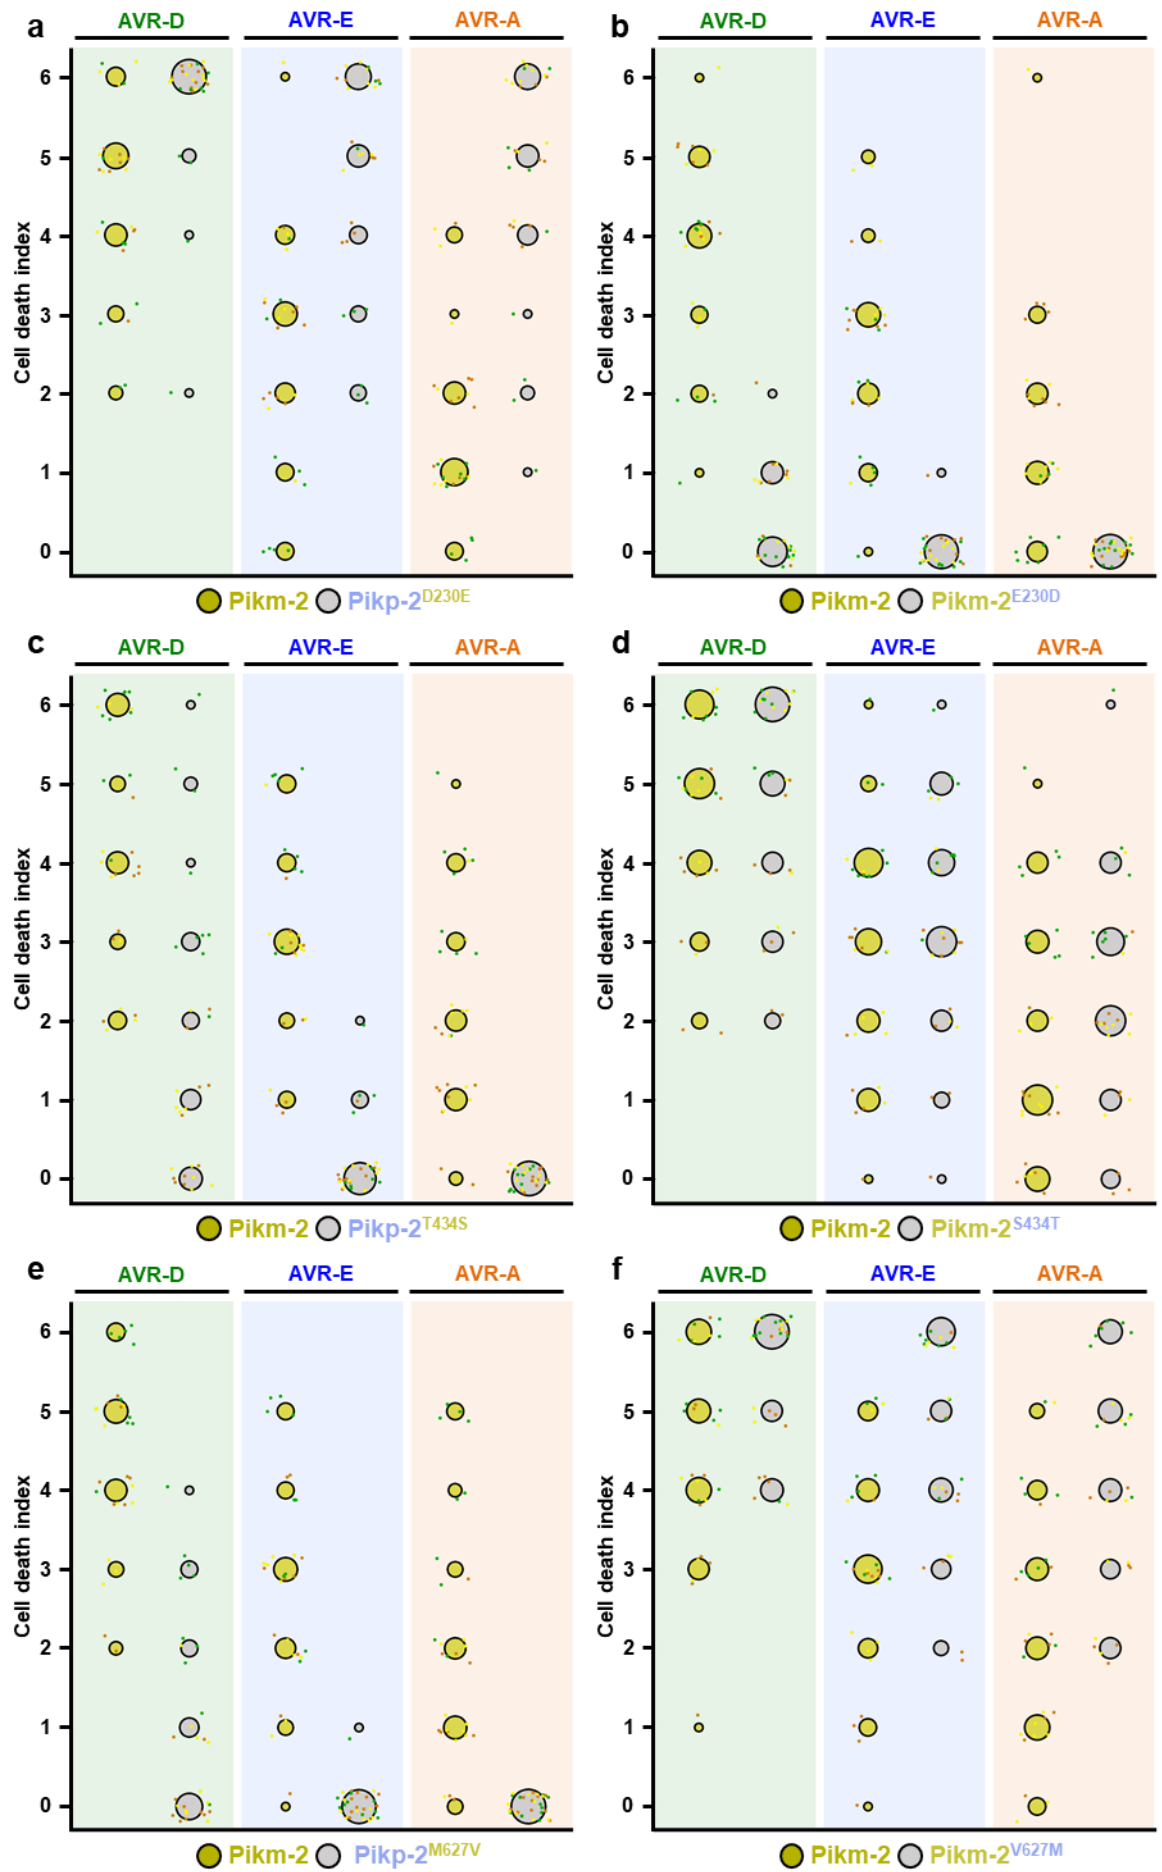 a
AVR-D AVR-E AVR-A
Cell death index
6
5
4
3
2
1
0
Pikm-2 Pikp-2D230E
b
AVR-D AVR-E AVR-A
Cell death index
6
5
4
3
2
1
0
Pikm-2 Pikm-2E230D
c
AVR-D AVR-E AVR-A
Cell death index
6
5
4
3
2
1
0
Pikm-2 Pikp-2T434S
d
AVR-D AVR-E AVR-A
Cell death index
6
5
4
3
2
1
0
Pikm-2 Pikm-2S434T
e
AVR-D AVR-E AVR-A
Cell death index
6
5
4
3
2
1
0
Pikm-2 Pikp-2M627V
f
AVR-D AVR-E AVR-A
Cell death index
6
5
4
3
2
1
0
Pikm-2 Pikm-2V627M